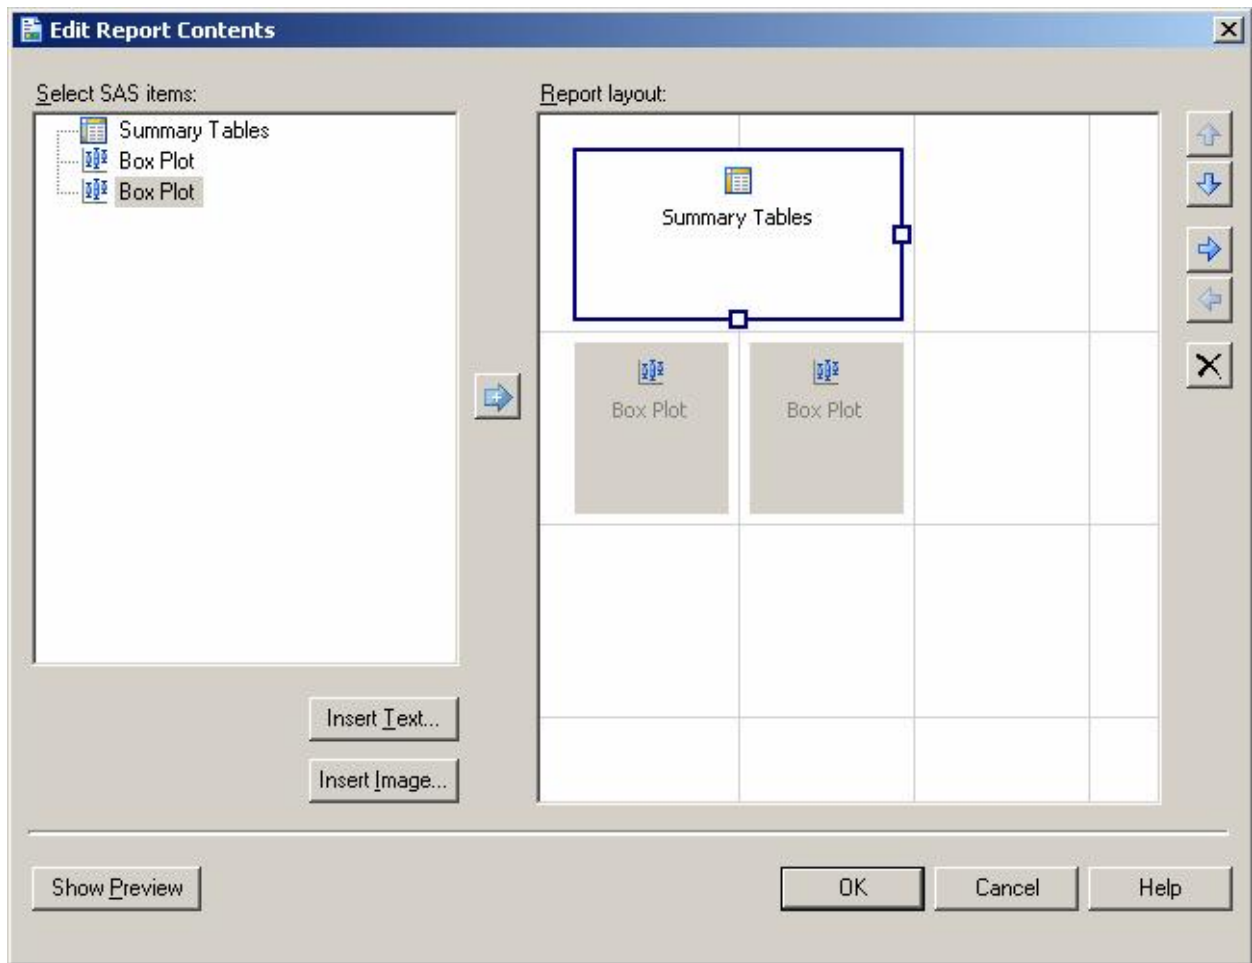 Edit Report Contents
Select SAS items:
Summary Tables
Box Plot
Box Plot
Insert Text...
Insert Image...
Report layout:
Summary Tables
Box Plot
Box Plot
Show Preview
OK
Cancel
Help